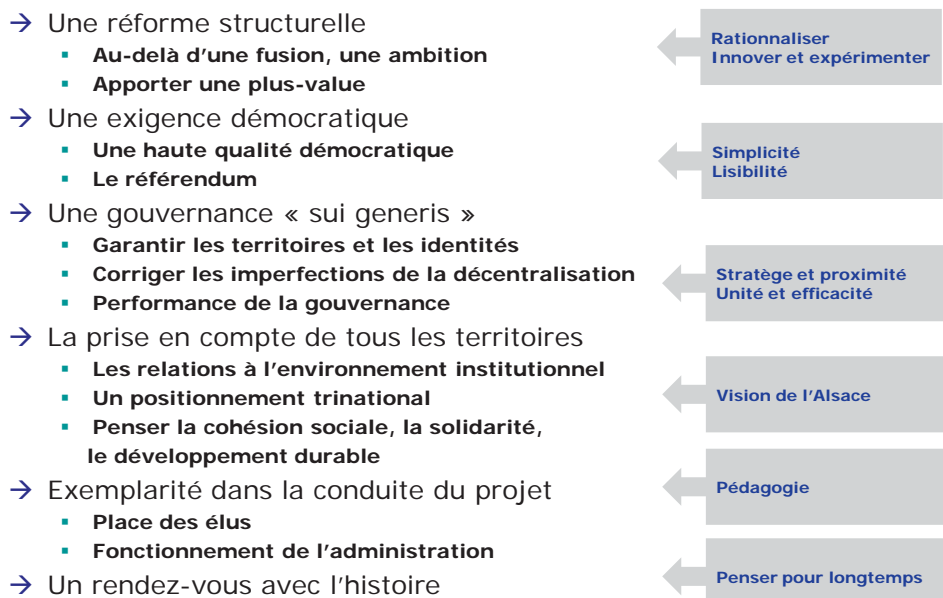 → Une réforme structurelle
▪ Au-delà d'une fusion, une ambition
▪ Apporter une plus-value
Rationnaliser
Innover et expérimenter
→ Une exigence démocratique
▪ Une haute qualité démocratique
▪ Le référendum
Simplicité
Lisibilité
→ Une gouvernance « sui generis »
▪ Garantir les territoires et les identités
▪ Corriger les imperfections de la décentralisation
▪ Performance de la gouvernance
Stratège et proximité
Unité et efficacité
→ La prise en compte de tous les territoires
▪ Les relations à l'environnement institutionnel
▪ Un positionnement trinational
▪ Penser la cohésion sociale, la solidarité,
le développement durable
Vision de l'Alsace
→ Exemplarité dans la conduite du projet
▪ Place des élus
▪ Fonctionnement de l'administration
Pédagogie
→ Un rendez-vous avec l'histoire
Penser pour longtemps